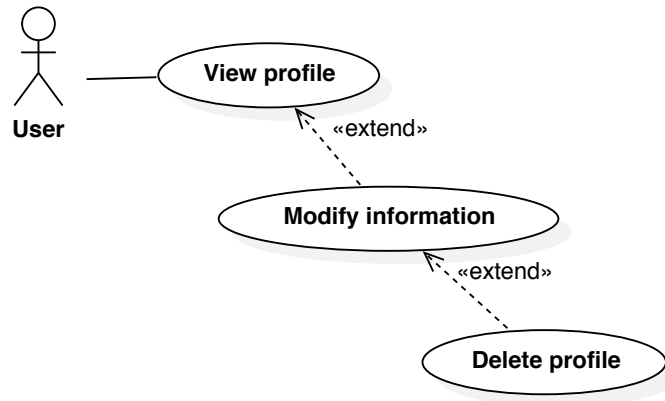 View profile
User
«extend»
Modify information
«extend»
Delete profile